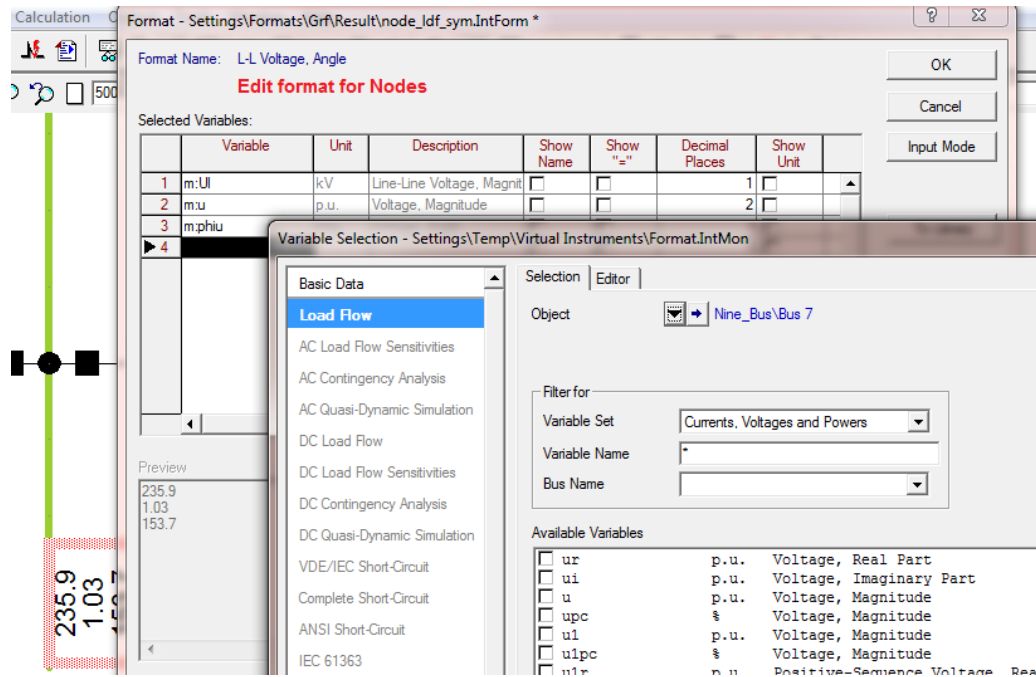 Calculation
Format - Settings\Formats\Grf\Result\node_ldf_sym.IntForm *
?
Format Name: L-L Voltage, Angle
OK
Edit format for Nodes
500
Cancel
Selected Variables:
Variable Unit Description Show Name Show "=" Decimal Places Show Unit
Input Mode
1 m:Ul kV Line-Line Voltage, Magnit 1
2 m:u p.u. Voltage, Magnitude 2
3 m:phiu
4
Variable Selection - Settings\Temp\Virtual Instruments\Format.IntMon
Basic Data
Load Flow
AC Load Flow Sensitivities
AC Contingency Analysis
AC Quasi-Dynamic Simulation
DC Load Flow
DC Load Flow Sensitivities
DC Contingency Analysis
DC Quasi-Dynamic Simulation
VDE/IEC Short-Circuit
Complete Short-Circuit
ANSI Short-Circuit
IEC 61363
Selection Editor
Object Nine_Bus\Bus 7
Filter for
Variable Set Currents, Voltages and Powers
Variable Name *
Bus Name
Available Variables
ur p.u. Voltage, Real Part
ui p.u. Voltage, Imaginary Part
u p.u. Voltage, Magnitude
upc % Voltage, Magnitude
u1 p.u. Voltage, Magnitude
u1pc % Voltage, Magnitude
u1r p.u. Positive-Sequence Voltage, Rea
Preview
235.9
1.03
153.7
235.9
1.03